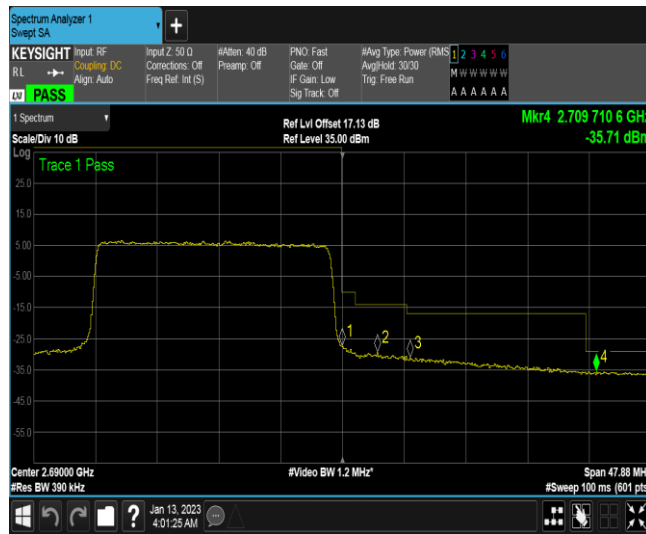 Spectrum Analyzer 1
Swept SA
+
KEYSIGHT
RL
LXI PASS
Input: RF
Coupling: DC
Align: Auto
Input Z: 50 Ω
Corrections: Off
Freq Ref: Int (S)
#Atten: 40 dB
Preamp: Off
PNO: Fast
Gate: Off
IF Gain: Low
Sig Track: Off
#Avg Type: Power (RMS
Avg|Hold: 30/30
Trig: Free Run
1 2 3 4 5 6
M W W W W W
A A A A A A
1 Spectrum
Scale/Div 10 dB
Ref Lvl Offset 17.13 dB
Ref Level 35.00 dBm
Mkr4 2.709 710 6 GHz
-35.71 dBm
Log
Trace 1 Pass
25.0
15.0
5.00
-5.00
-15.0
-25.0
-35.0
-45.0
-55.0
1
2
3
4
Center 2.69000 GHz
#Res BW 390 kHz
#Video BW 1.2 MHz*
Span 47.88 MHz
#Sweep 100 ms (601 pts
?
Jan 13, 2023
4:01:25 AM